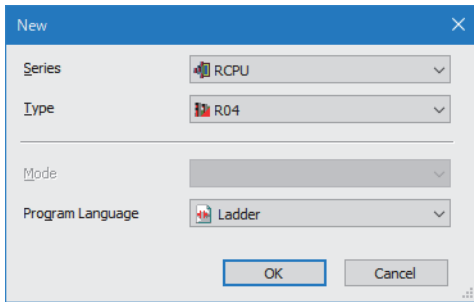 New
Series RCPU
Type R04
Mode
Program Language Ladder
OK Cancel